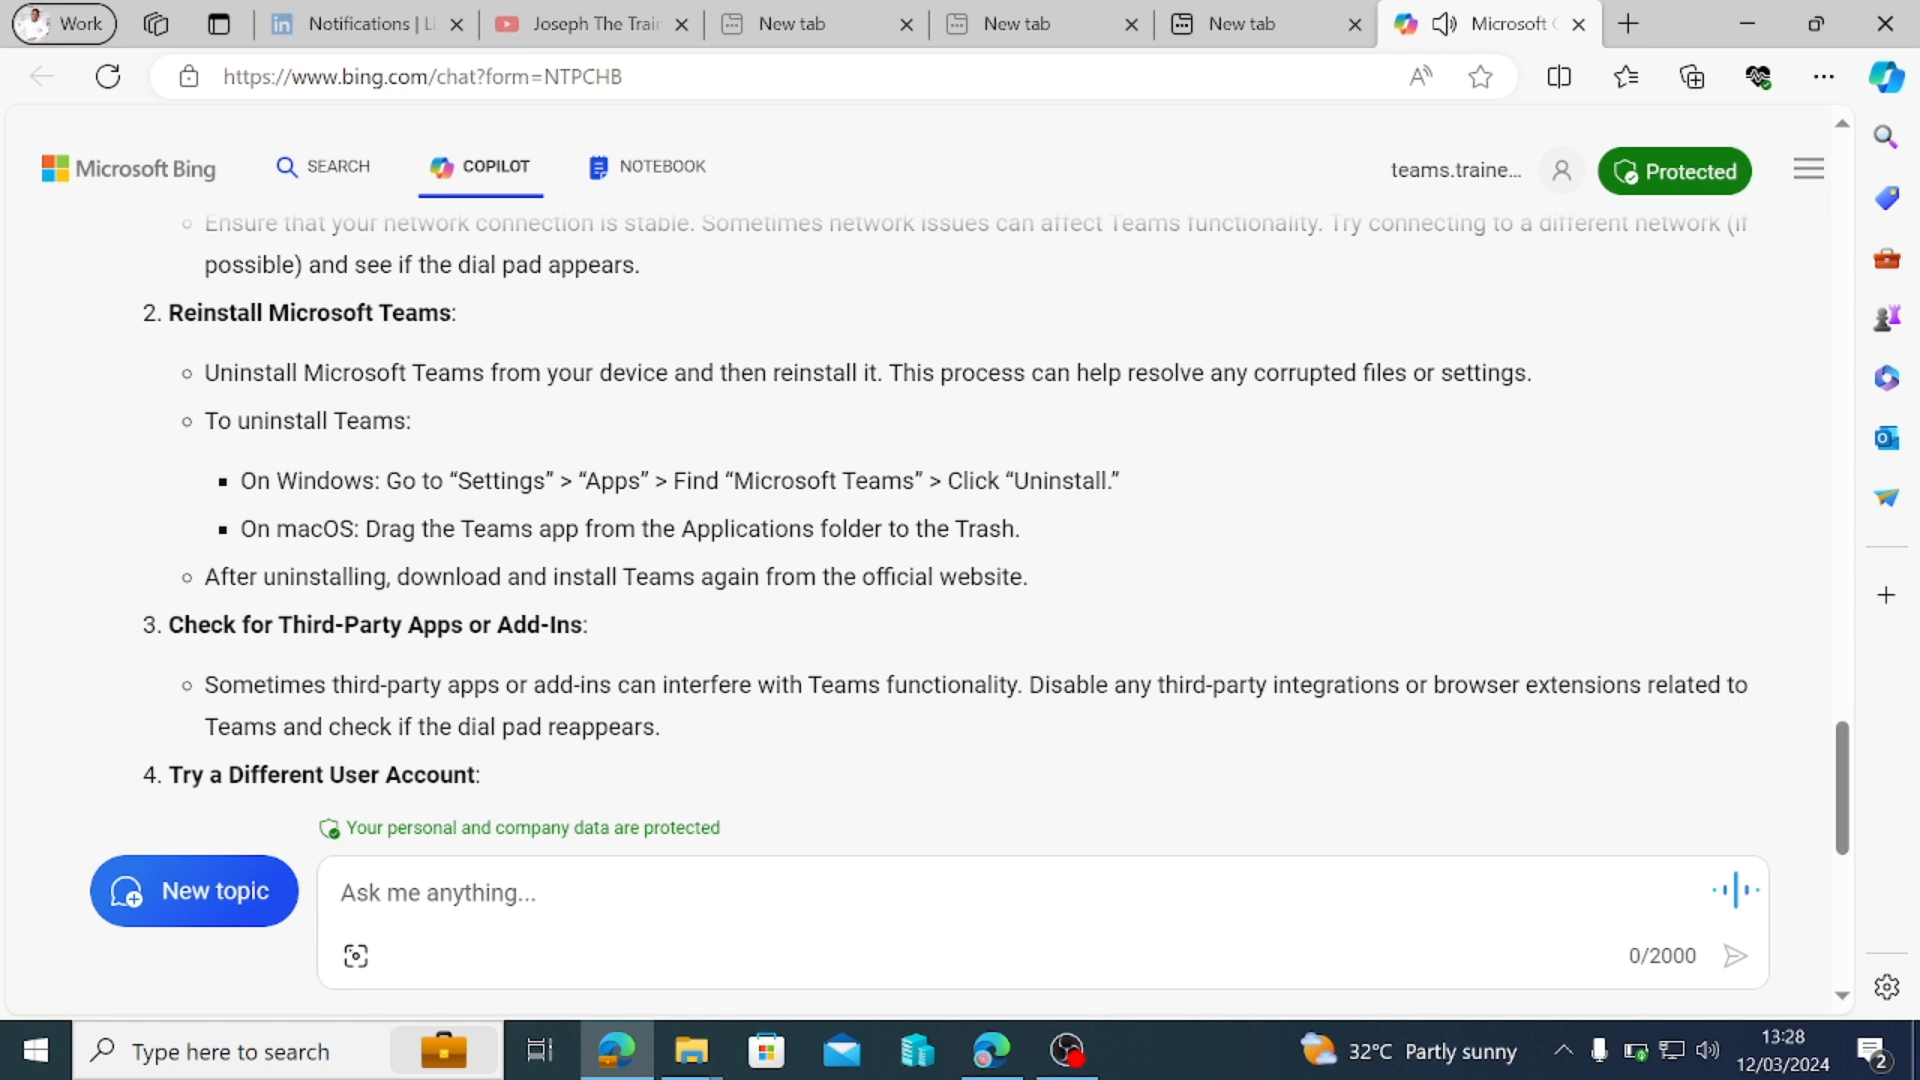 Work
Notifications | Li
Joseph The Train
New tab
New tab
New tab
Microsoft C
https://www.bing.com/chat?form=NTPCHB
Microsoft Bing
SEARCH
COPILOT
NOTEBOOK
teams.traine...
Protected
◦ Ensure that your network connection is stable. Sometimes network issues can affect Teams functionality. Try connecting to a different network (if
possible) and see if the dial pad appears.
2. Reinstall Microsoft Teams:
◦ Uninstall Microsoft Teams from your device and then reinstall it. This process can help resolve any corrupted files or settings.
◦ To uninstall Teams:
▪ On Windows: Go to “Settings” > “Apps” > Find “Microsoft Teams” > Click “Uninstall.”
▪ On macOS: Drag the Teams app from the Applications folder to the Trash.
◦ After uninstalling, download and install Teams again from the official website.
3. Check for Third-Party Apps or Add-Ins:
◦ Sometimes third-party apps or add-ins can interfere with Teams functionality. Disable any third-party integrations or browser extensions related to
Teams and check if the dial pad reappears.
4. Try a Different User Account:
Your personal and company data are protected
New topic
Ask me anything...
0/2000
Type here to search
32°C Partly sunny
13:28
12/03/2024
2